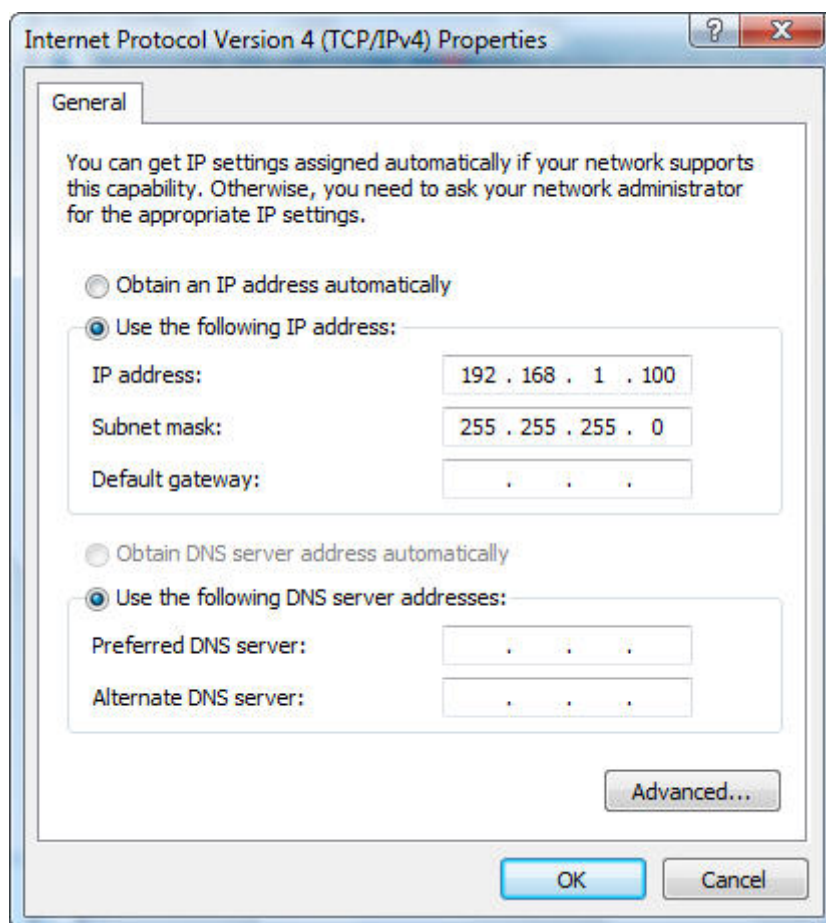 Internet Protocol Version 4 (TCP/IPv4) Properties
General
You can get IP settings assigned automatically if your network supports
this capability. Otherwise, you need to ask your network administrator
for the appropriate IP settings.
Obtain an IP address automatically
Use the following IP address:
IP address: 192 . 168 . 1 . 100
Subnet mask: 255 . 255 . 255 . 0
Default gateway: . . .
Obtain DNS server address automatically
Use the following DNS server addresses:
Preferred DNS server: . . .
Alternate DNS server: . . .
Advanced...
OK Cancel